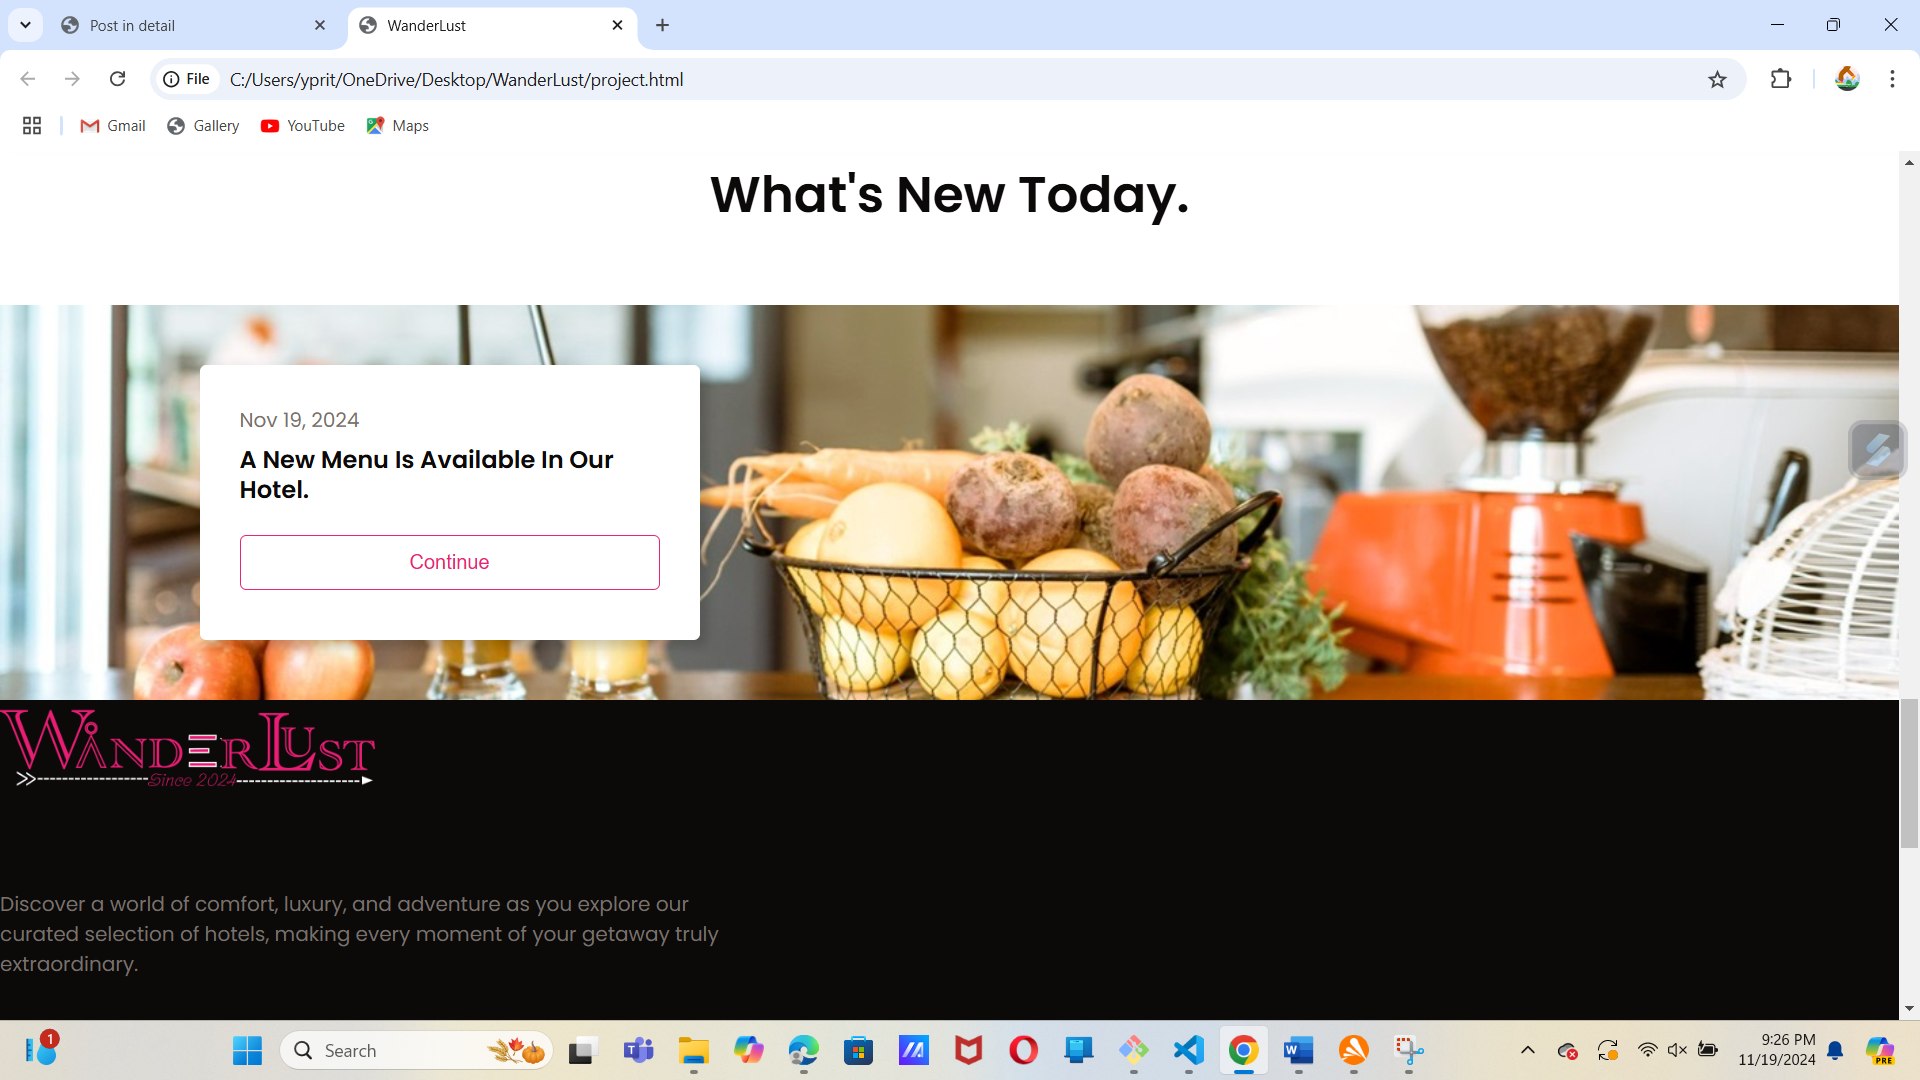 Post in detail
WanderLust
File
C:/Users/yprit/OneDrive/Desktop/WanderLust/project.html
Gmail
Gallery
YouTube
Maps
What's New Today.
Nov 19, 2024
A New Menu Is Available In Our
Hotel.
Continue
WANDERLUST
Since 2024
Discover a world of comfort, luxury, and adventure as you explore our
curated selection of hotels, making every moment of your getaway truly
extraordinary.
1
Search
W
9:26 PM
11/19/2024
PRE